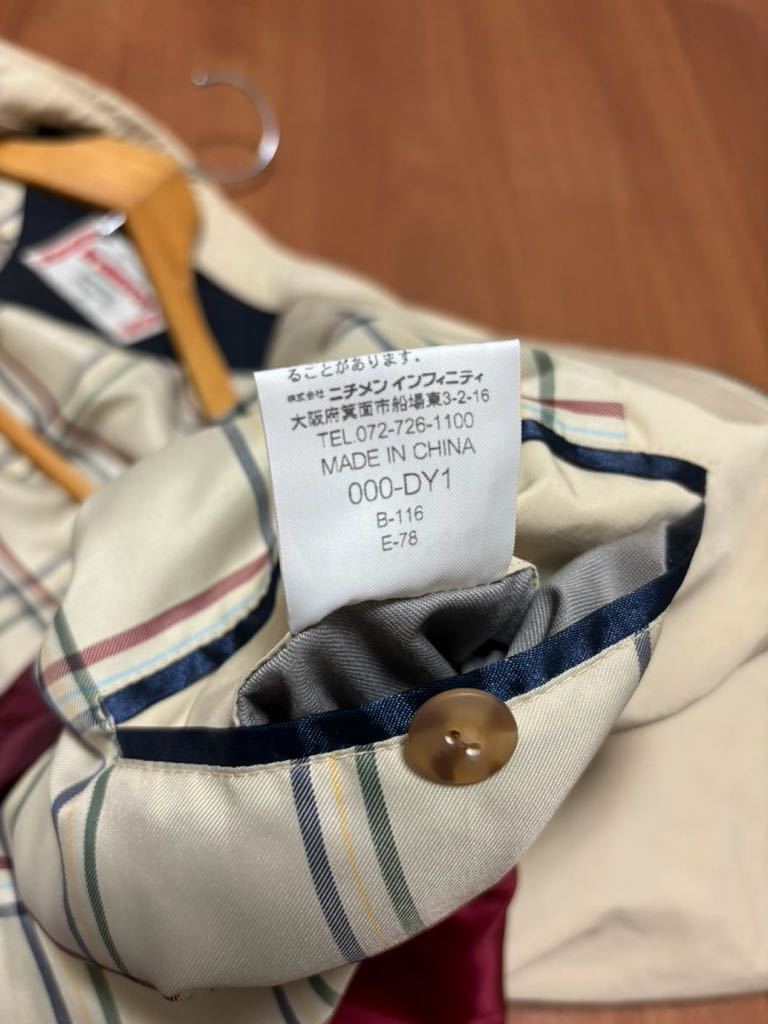 ることがあります。
株式会社 ニチメン インフィニティ
大阪府箕面市船場東3-2-16
TEL.072-726-1100
MADE IN CHINA
000-DY1
B-116
E-78